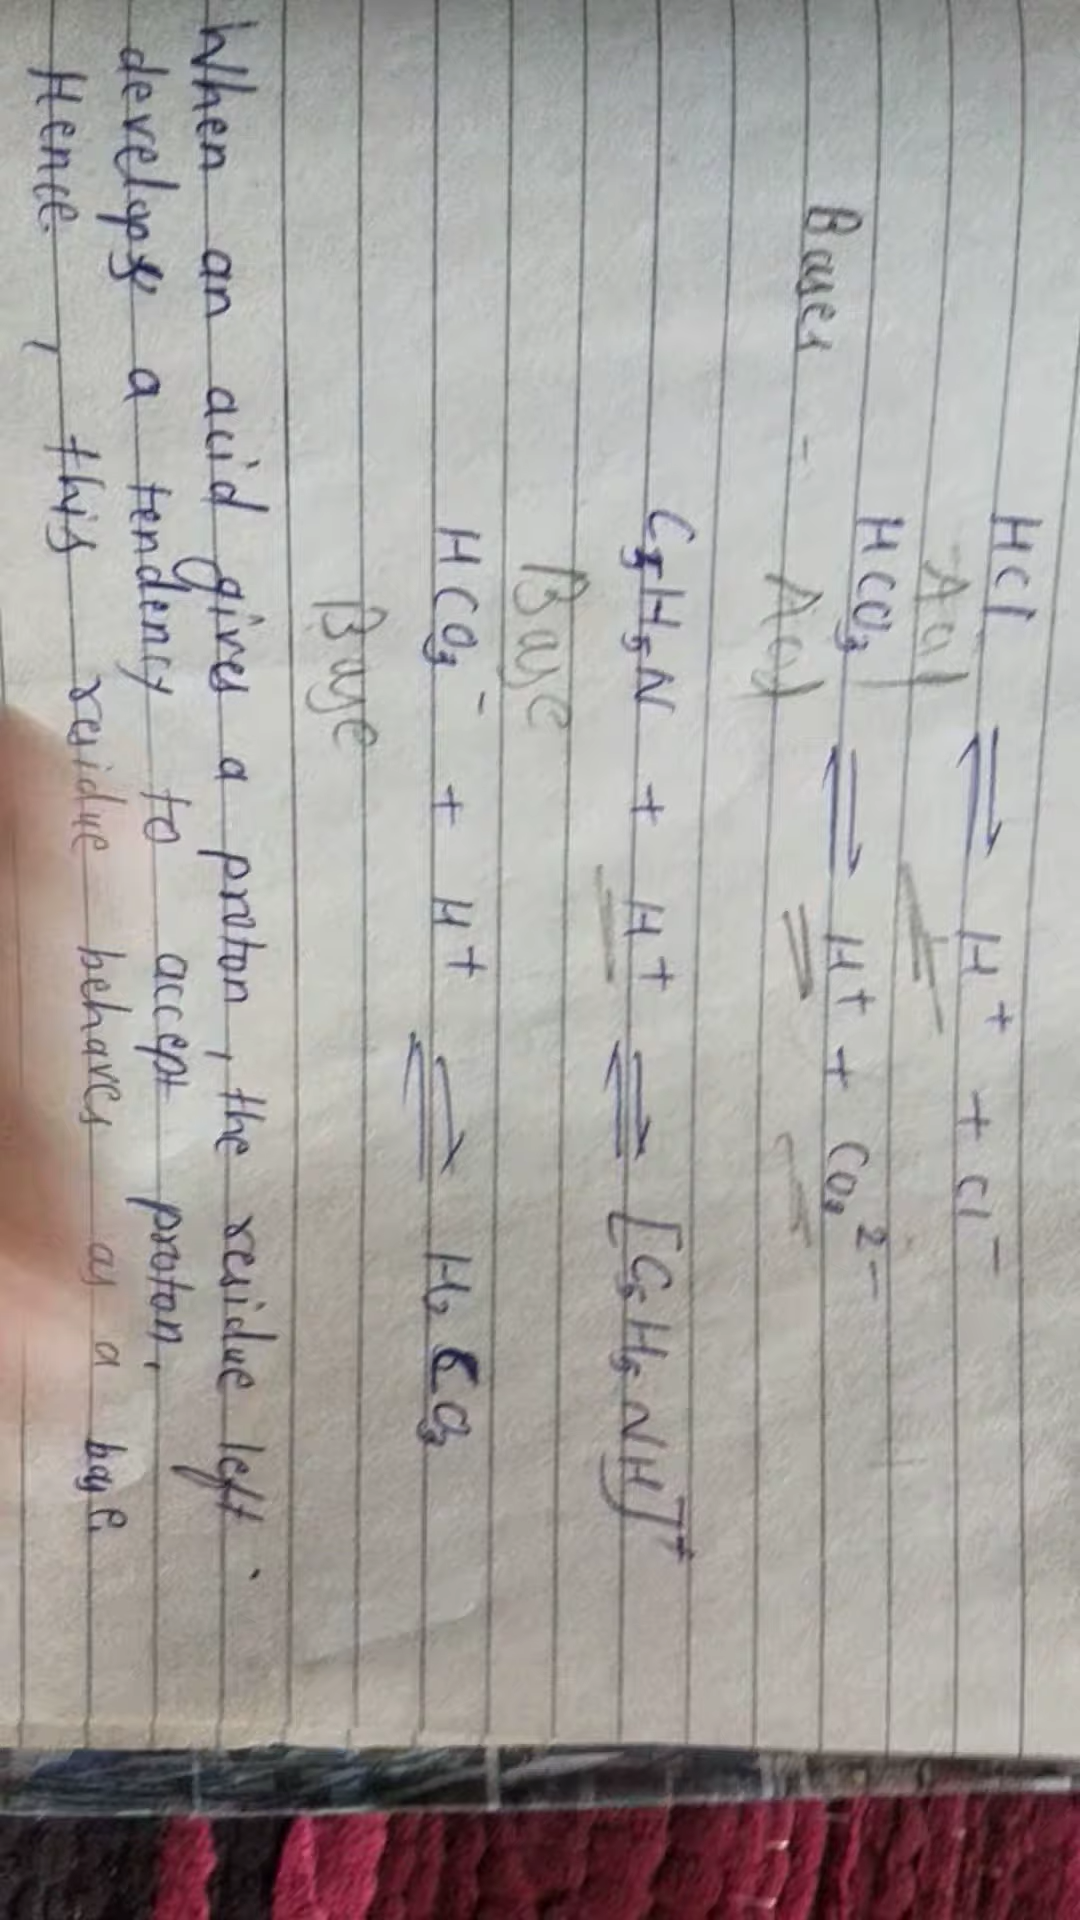 HCl ⇌ H⁺ + Cl⁻
Acid
HCO₃ ⇌ H⁺ + CO₃²⁻
Bases - Acid
C₅H₅N + H⁺ ⇌ [C₅H₅NH]⁺
Base
HCO₃⁻ + H⁺ ⇌ H₂CO₃
Base
When an acid gives a proton, the residue left
develops a tendency to accept proton,
Hence, this residue behaves as a base.